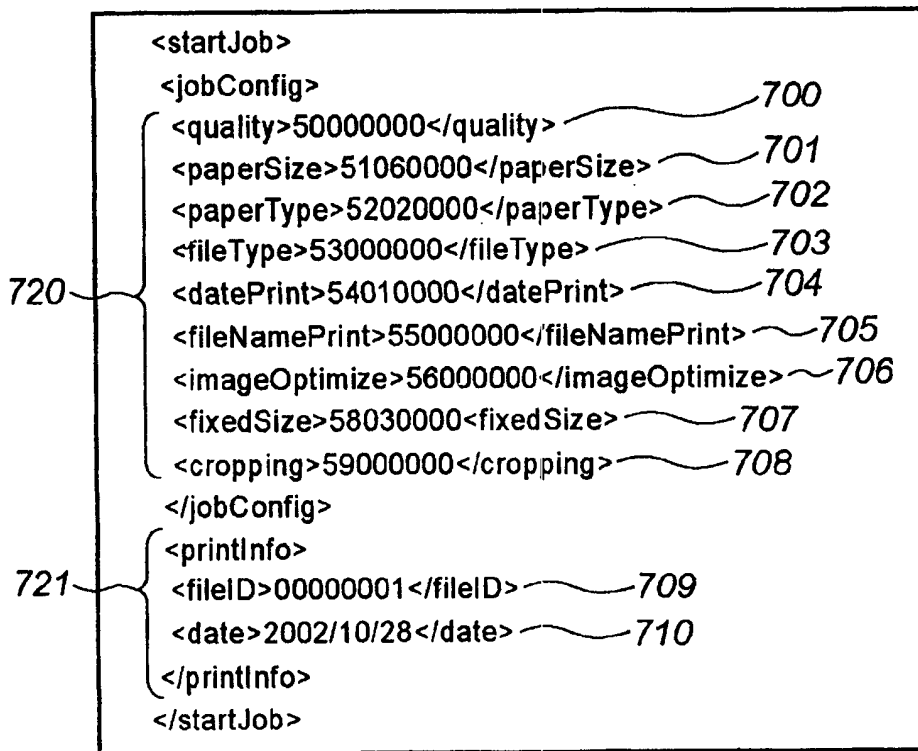 <startJob>
<jobConfig>
<quality>50000000</quality> 700
<paperSize>51060000</paperSize> 701
<paperType>52020000</paperType> 702
<fileType>53000000</fileType> 703
720 <datePrint>54010000</datePrint> 704
<fileNamePrint>55000000</fileNamePrint> 705
<imageOptimize>56000000</imageOptimize> 706
<fixedSize>58030000<fixedSize> 707
<cropping>59000000</cropping> 708
</jobConfig>
<printInfo>
721 <fileID>00000001</fileID> 709
<date>2002/10/28</date> 710
</printInfo>
</startJob>